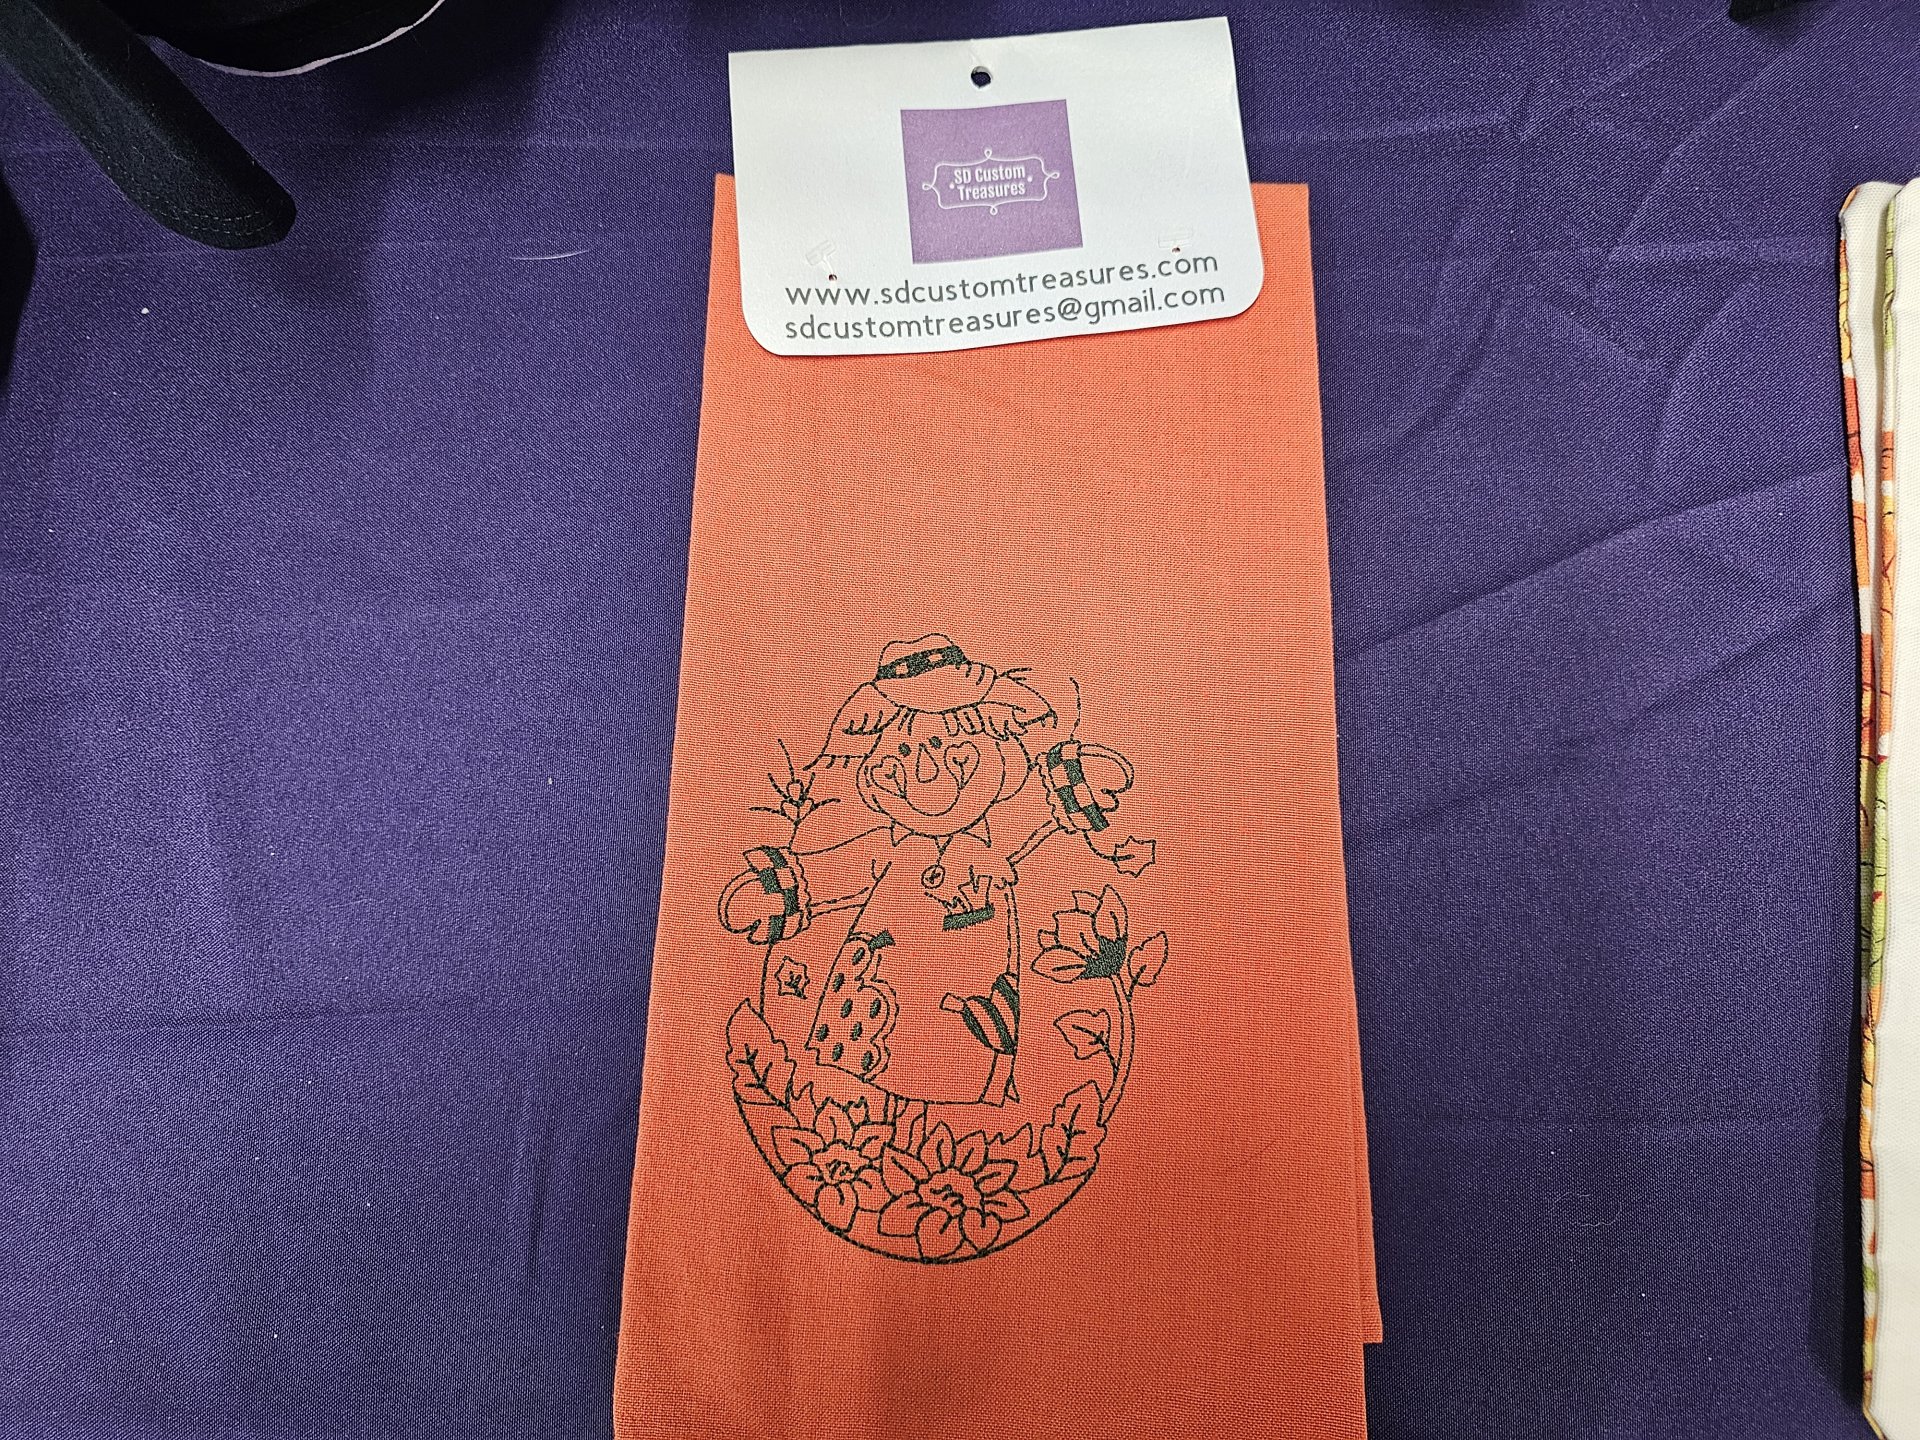 SD Custom
Treasures
www.sdcustomtreasures.com
sdcustomtreasures@gmail.com